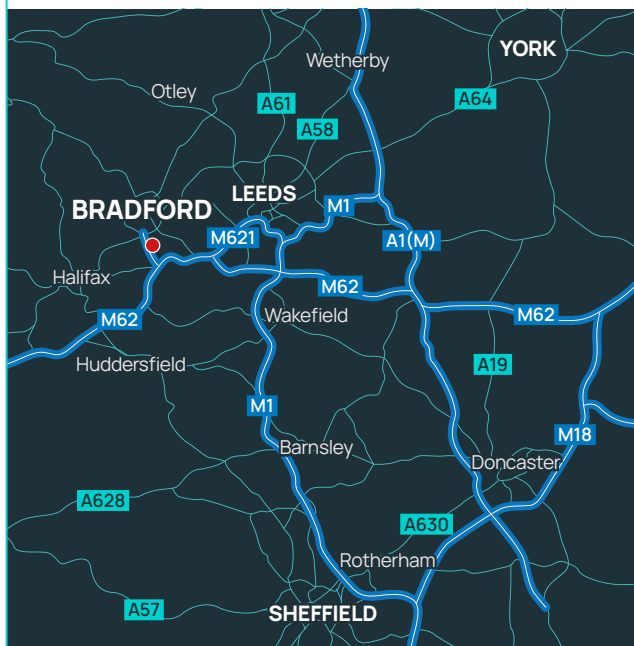 YORK
Wetherby
Otley
A61
A64
A58
LEEDS
BRADFORD
M1
M621
A1(M)
Halifax
M62
M62
Wakefield
M62
Huddersfield
A19
M1
M18
Barnsley
Doncaster
A628
A630
Rotherham
A57
SHEFFIELD